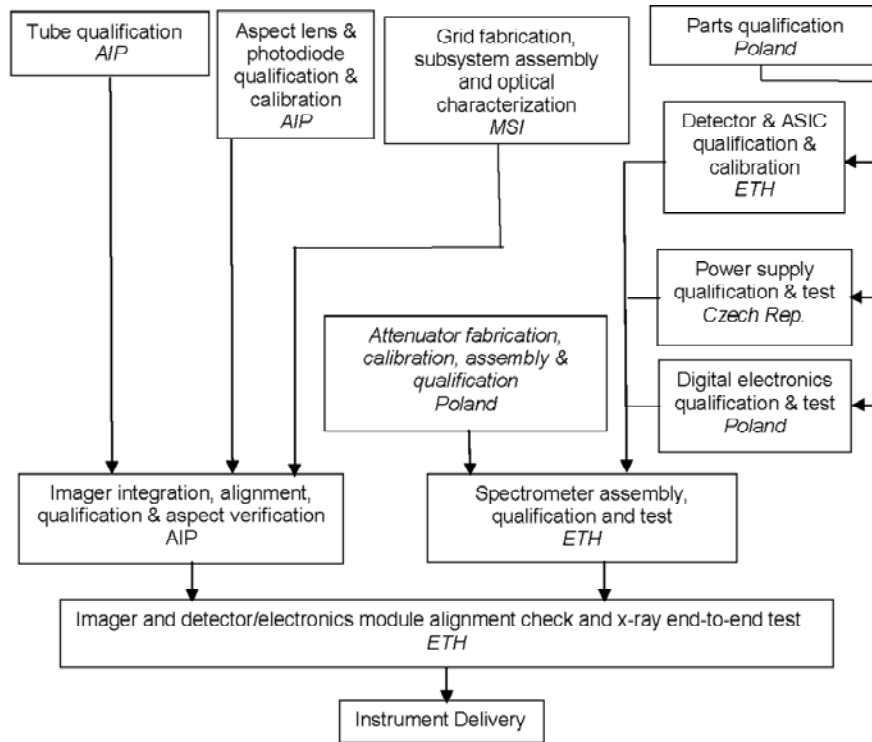 Tube qualification
AIP
Aspect lens &
photodiode
qualification &
calibration
AIP
Grid fabrication,
subsystem assembly
and optical
characterization
MSI
Parts qualification
Poland
Detector & ASIC
qualification &
calibration
ETH
Power supply
qualification & test
Czech Rep.
Attenuator fabrication,
calibration, assembly &
qualification
Poland
Digital electronics
qualification & test
Poland
Imager integration, alignment,
qualification & aspect verification
AIP
Spectrometer assembly,
qualification and test
ETH
Imager and detector/electronics module alignment check and x-ray end-to-end test
ETH
Instrument Delivery